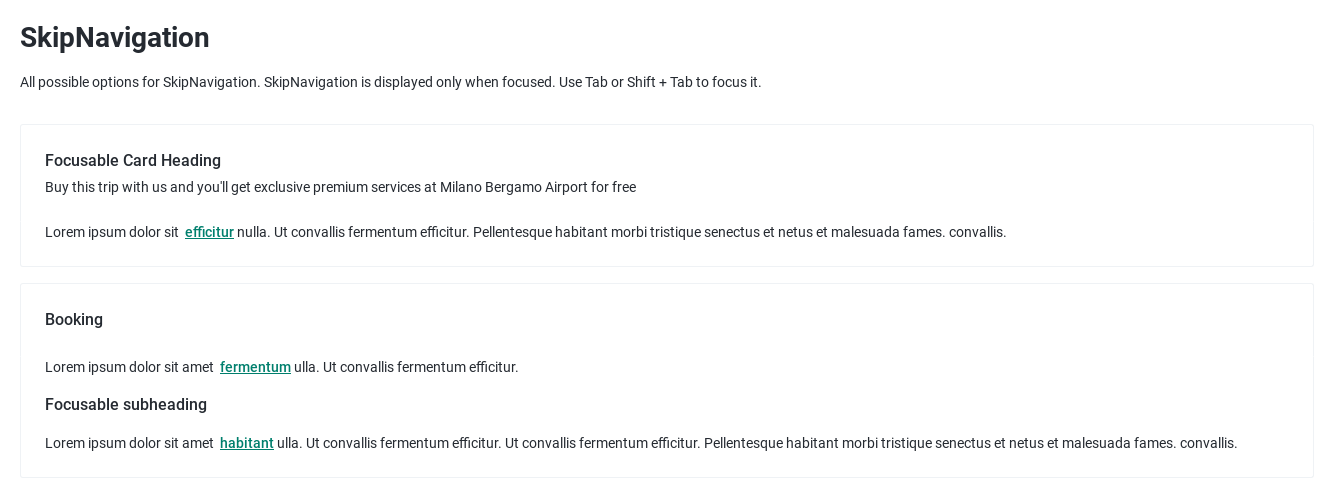 SkipNavigation
All possible options for SkipNavigation. SkipNavigation is displayed only when focused. Use Tab or Shift + Tab to focus it.
Focusable Card Heading
Buy this trip with us and you'll get exclusive premium services at Milano Bergamo Airport for free
Lorem ipsum dolor sit efficitur nulla. Ut convallis fermentum efficitur. Pellentesque habitant morbi tristique senectus et netus et malesuada fames. convallis.
Booking
Lorem ipsum dolor sit amet fermentum ulla. Ut convallis fermentum efficitur.
Focusable subheading
Lorem ipsum dolor sit amet habitant ulla. Ut convallis fermentum efficitur. Ut convallis fermentum efficitur. Pellentesque habitant morbi tristique senectus et netus et malesuada fames. convallis.